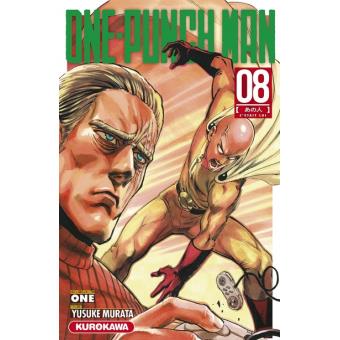 ONE-PUNCH MAN
08
[あの人]
C'ÉTAIT LUI
ONE
YUSUKE MURATA
KUROKAWA